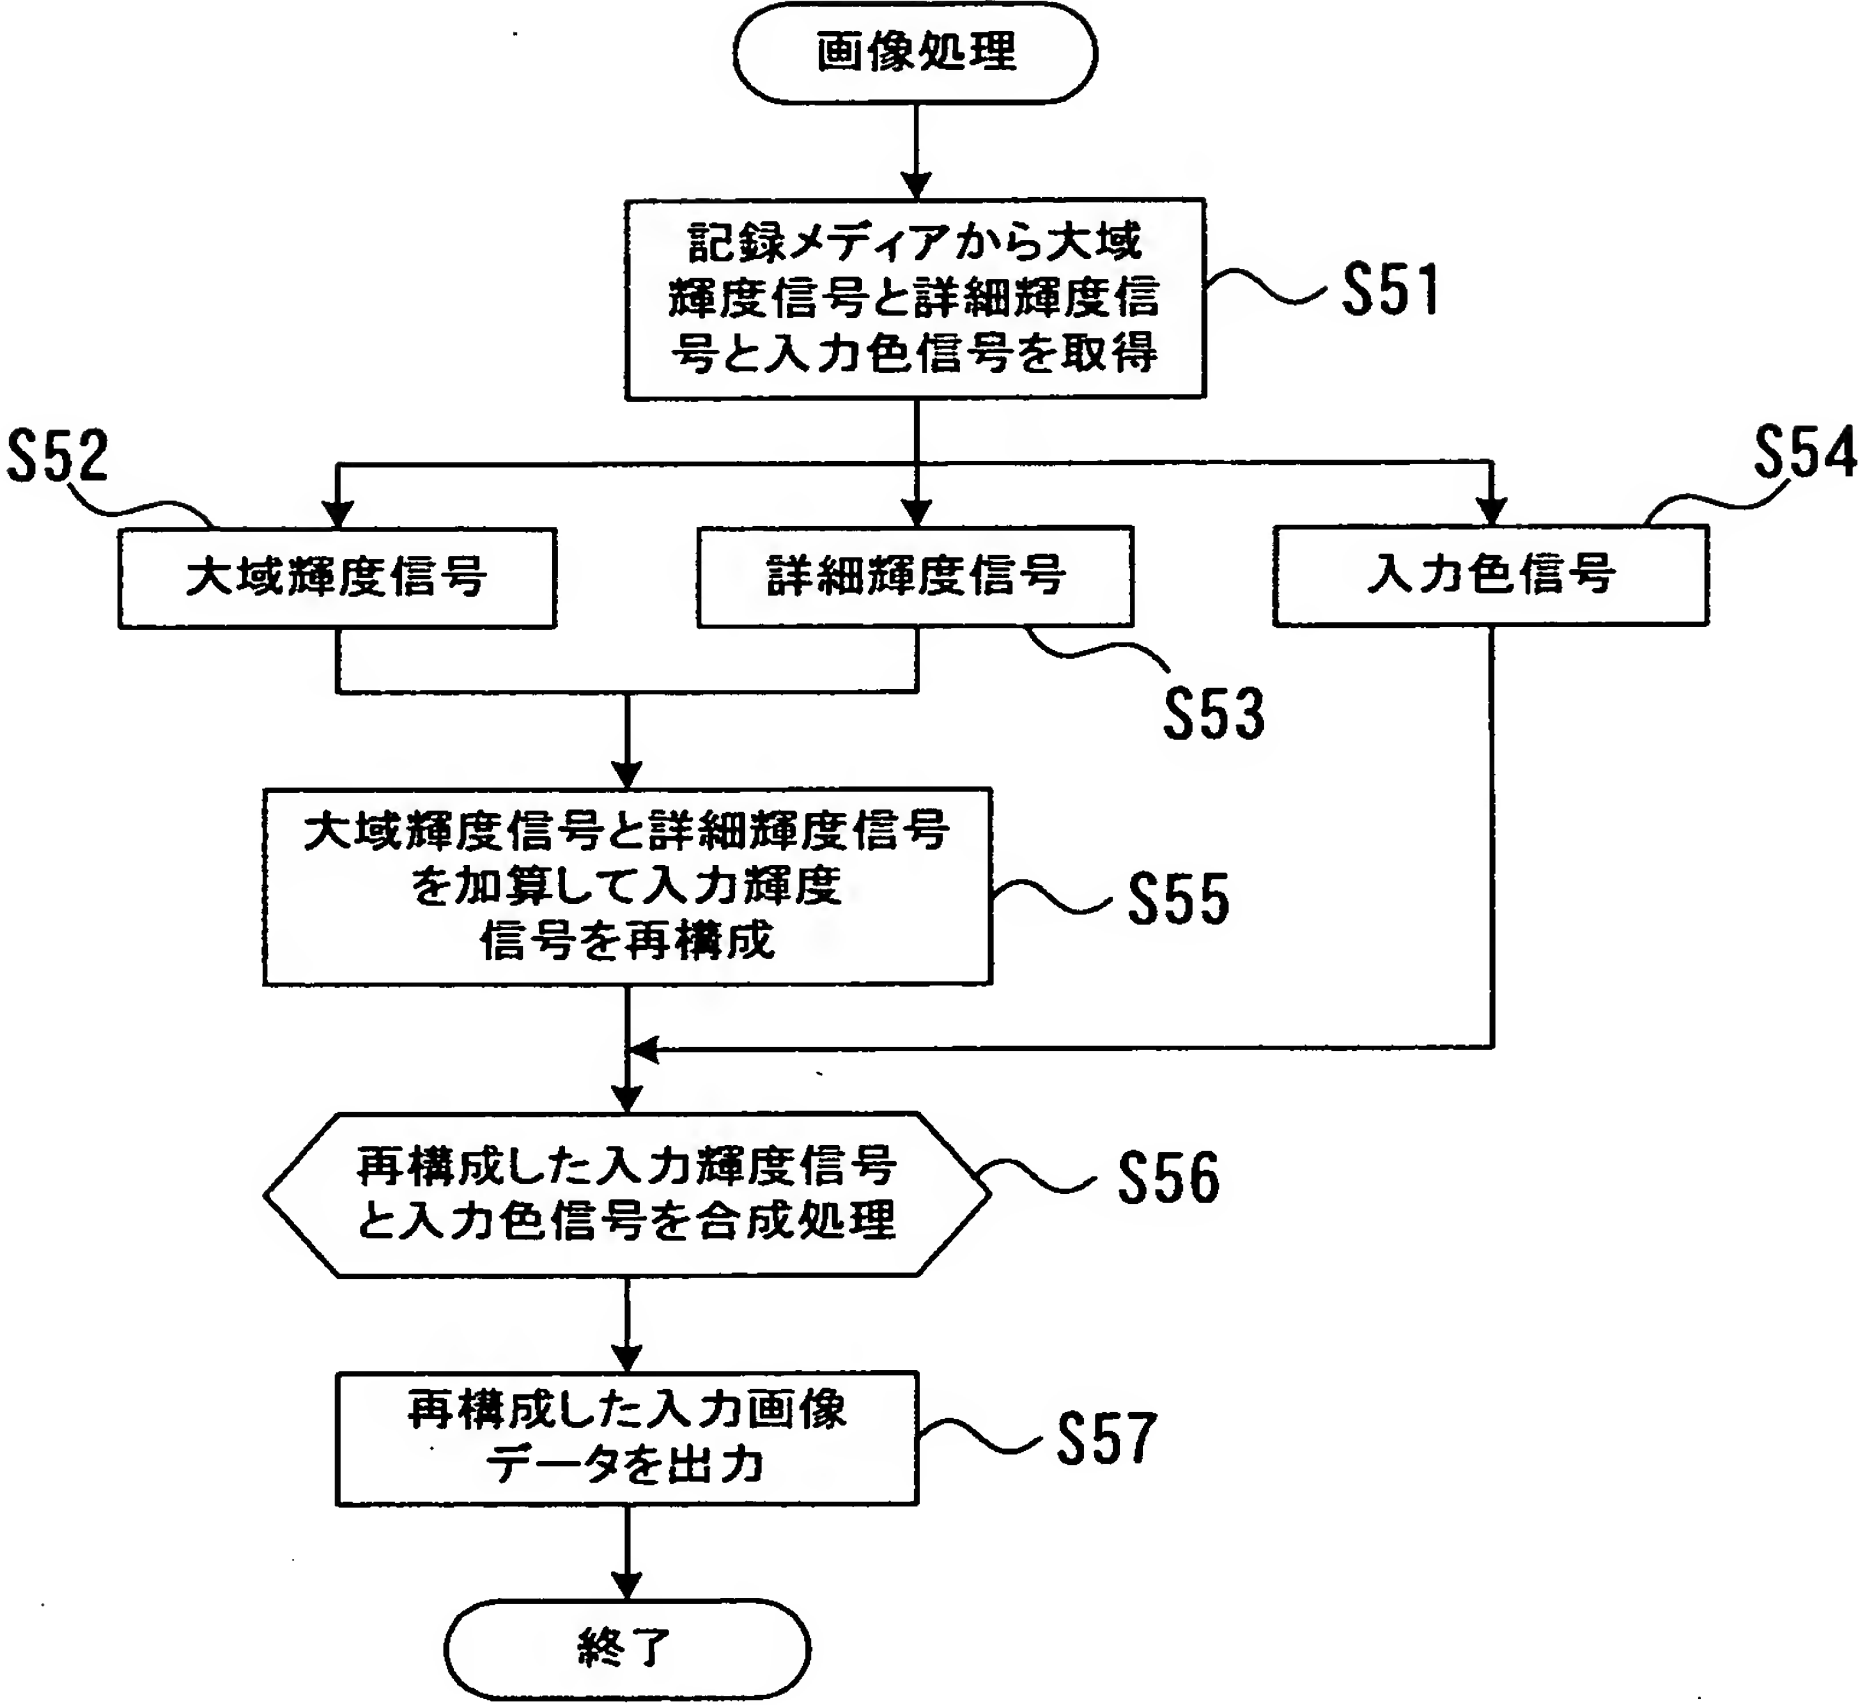 画像処理
記録メディアから大域
輝度信号と詳細輝度信
号と入力色信号を取得
S51
S52
S54
大域輝度信号
詳細輝度信号
入力色信号
S53
大域輝度信号と詳細輝度信号
を加算して入力輝度
信号を再構成
S55
再構成した入力輝度信号
と入力色信号を合成処理
S56
再構成した入力画像
データを出力
S57
終了